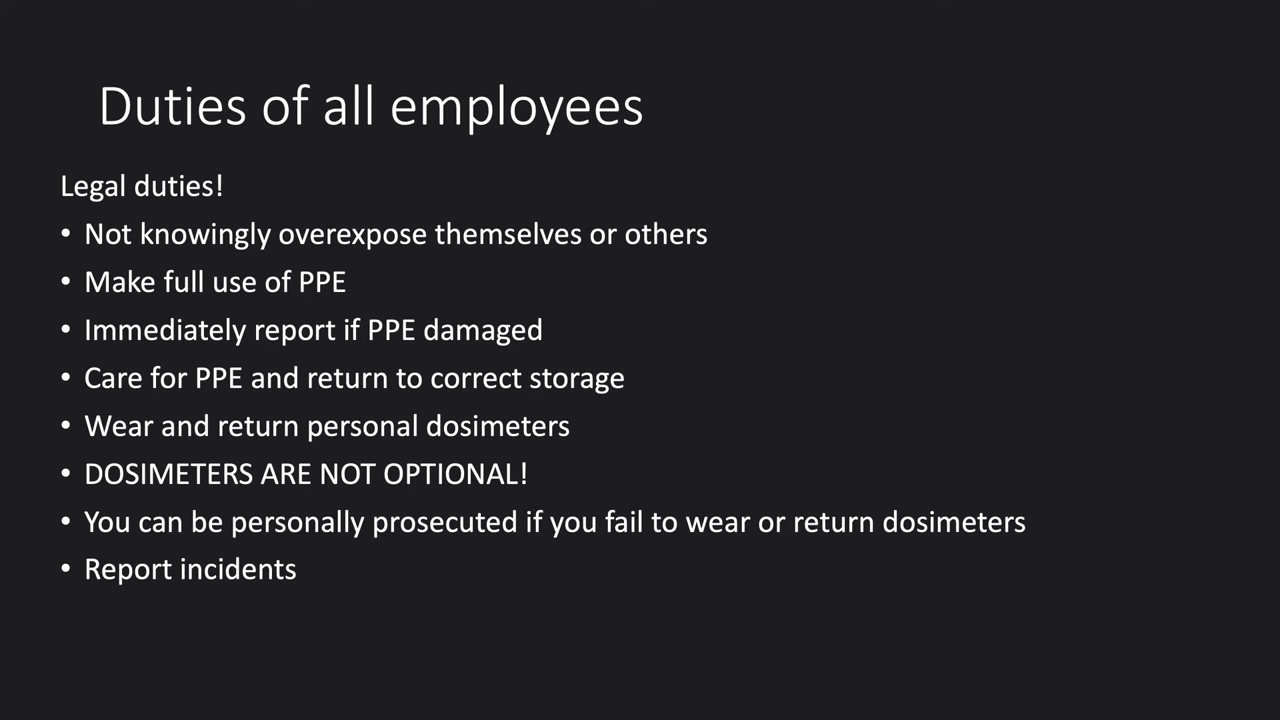 Duties of all employees
Legal duties!
• Not knowingly overexpose themselves or others
• Make full use of PPE
• Immediately report if PPE damaged
• Care for PPE and return to correct storage
• Wear and return personal dosimeters
• DOSIMETERS ARE NOT OPTIONAL!
• You can be personally prosecuted if you fail to wear or return dosimeters
• Report incidents